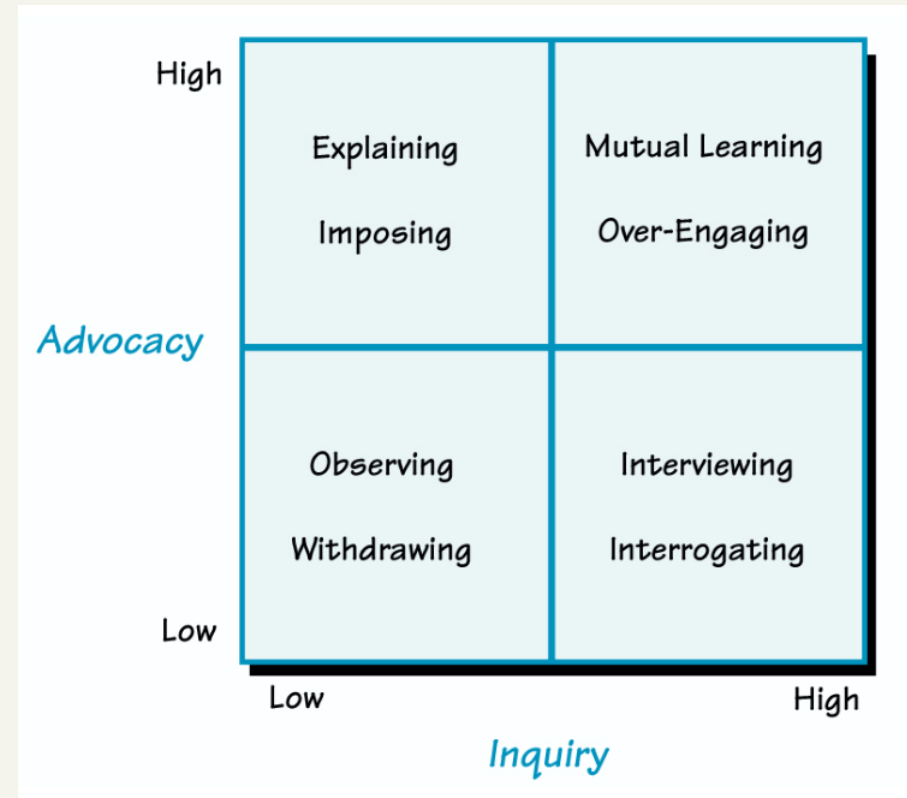 High
Explaining
Mutual Learning
Imposing
Over-Engaging
Advocacy
Observing
Interviewing
Withdrawing
Interrogating
Low
Low
High
Inquiry